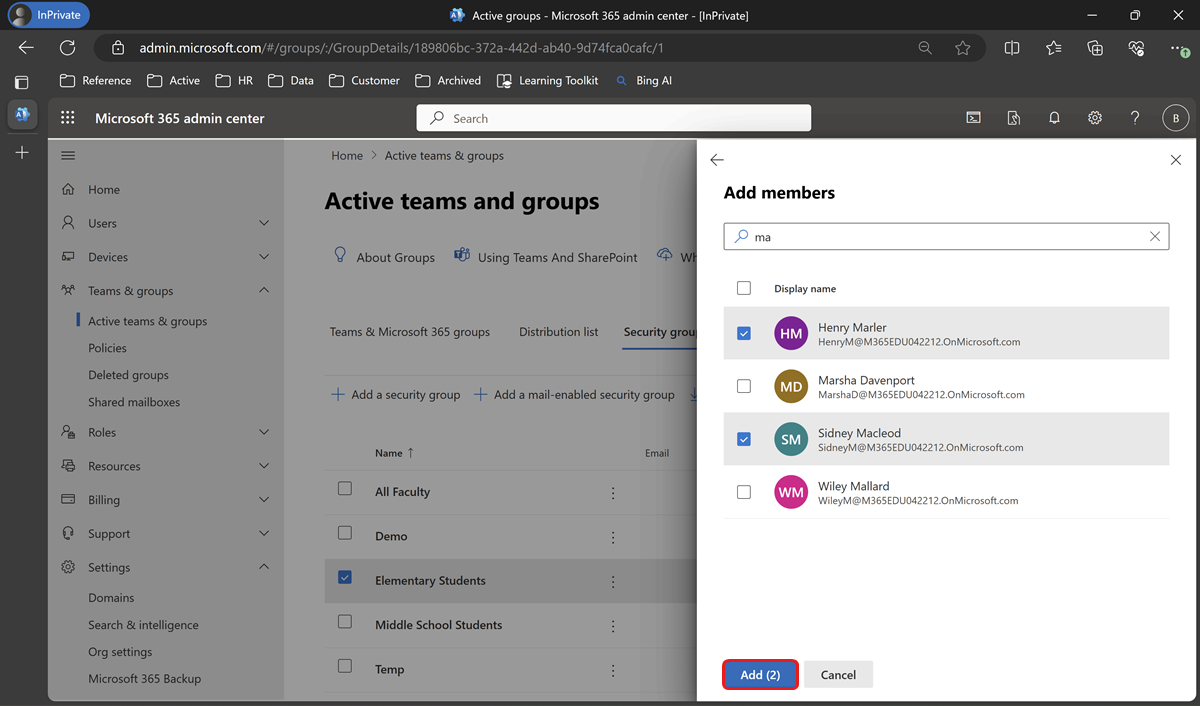 InPrivate
Active groups - Microsoft 365 admin center - [InPrivate]
admin.microsoft.com/#/groups/:/GroupDetails/189806bc-372a-442d-ab40-9d74fca0cafc/1
Reference Active HR Data Customer Archived Learning Toolkit Bing AI
Microsoft 365 admin center
Search
B
Home
Users
Devices
Teams & groups
Active teams & groups
Policies
Deleted groups
Shared mailboxes
Roles
Resources
Billing
Support
Settings
Domains
Search & intelligence
Org settings
Microsoft 365 Backup
Home > Active teams & groups
Active teams and groups
About Groups Using Teams And SharePoint Wh
Teams & Microsoft 365 groups Distribution list Security grou
Add a security group Add a mail-enabled security group
Name ↑ Email
All Faculty
Demo
Elementary Students
Middle School Students
Temp
Add members
ma
Display name
HM Henry Marler
HenryM@M365EDU042212.OnMicrosoft.com
MD Marsha Davenport
MarshaD@M365EDU042212.OnMicrosoft.com
SM Sidney Macleod
SidneyM@M365EDU042212.OnMicrosoft.com
WM Wiley Mallard
WileyM@M365EDU042212.OnMicrosoft.com
Add (2) Cancel